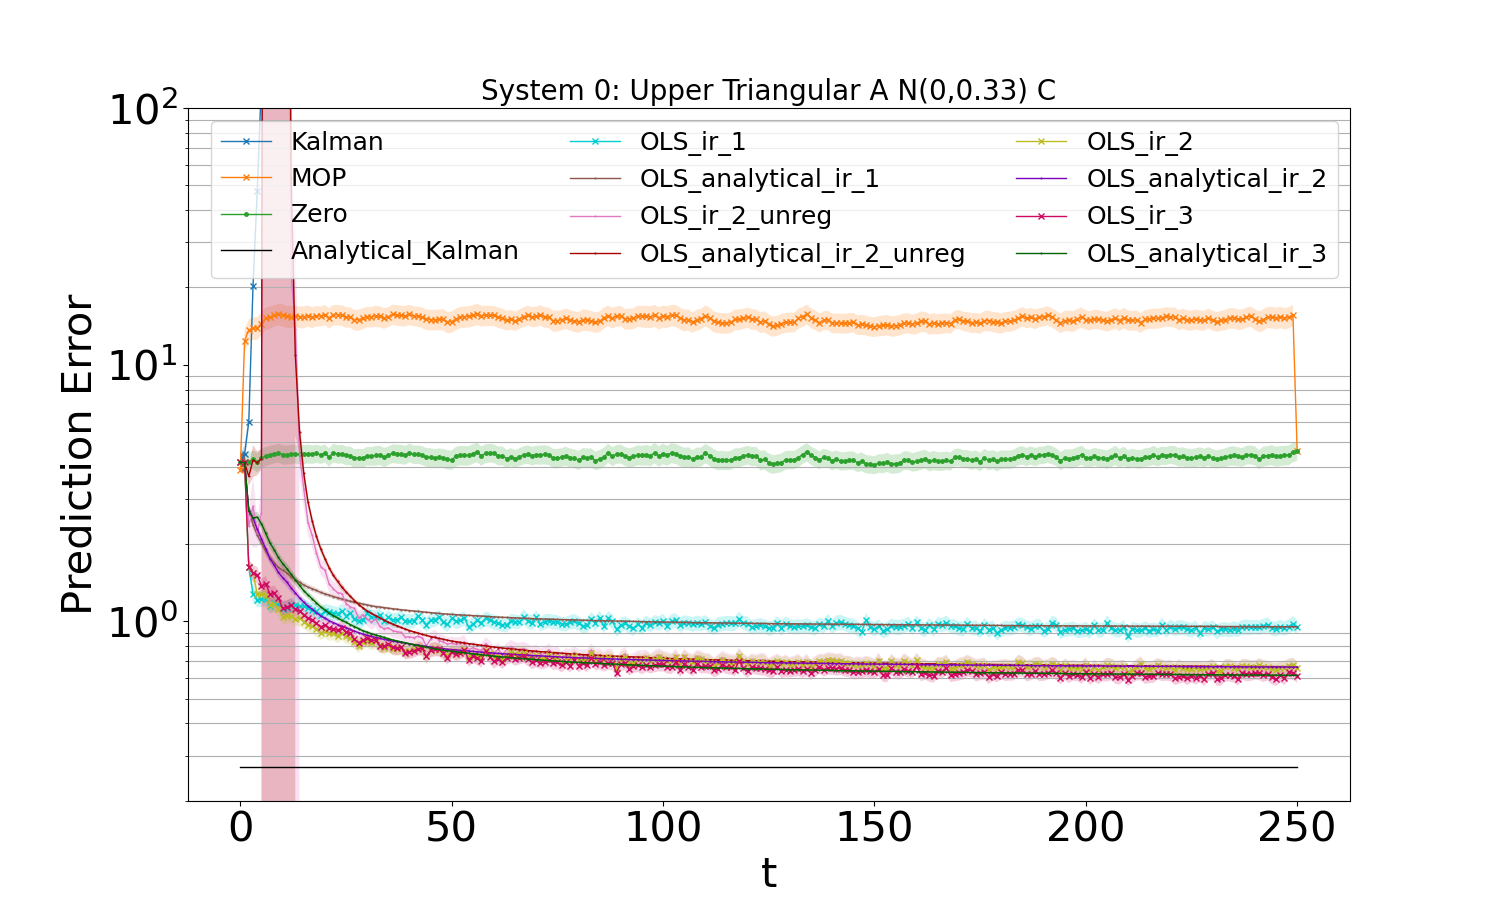 System 0: Upper Triangular A N(0,0.33) C
10²
10¹
10⁰
Prediction Error
Kalman
MOP
Zero
Analytical_Kalman
OLS_ir_1
OLS_analytical_ir_1
OLS_ir_2_unreg
OLS_analytical_ir_2_unreg
OLS_ir_2
OLS_analytical_ir_2
OLS_ir_3
OLS_analytical_ir_3
0 50 100 150 200 250
t